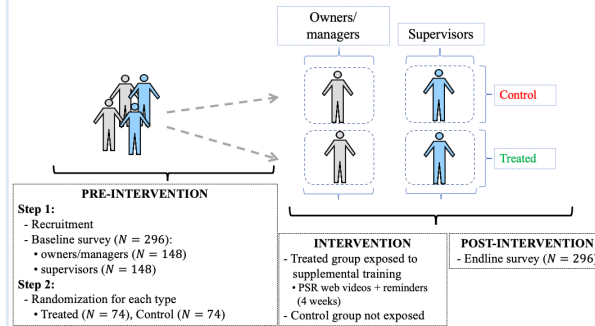 Owners/
managers
Supervisors
Control
Treated
PRE-INTERVENTION
Step 1:
- Recruitment
- Baseline survey (N = 296):
• owners/managers (N = 148)
• supervisors (N = 148)
Step 2:
- Randomization for each type
• Treated (N = 74), Control (N = 74)
INTERVENTION
- Treated group exposed to
supplemental training
• PSR web videos + reminders
(4 weeks)
- Control group not exposed
POST-INTERVENTION
- Endline survey (N = 296)